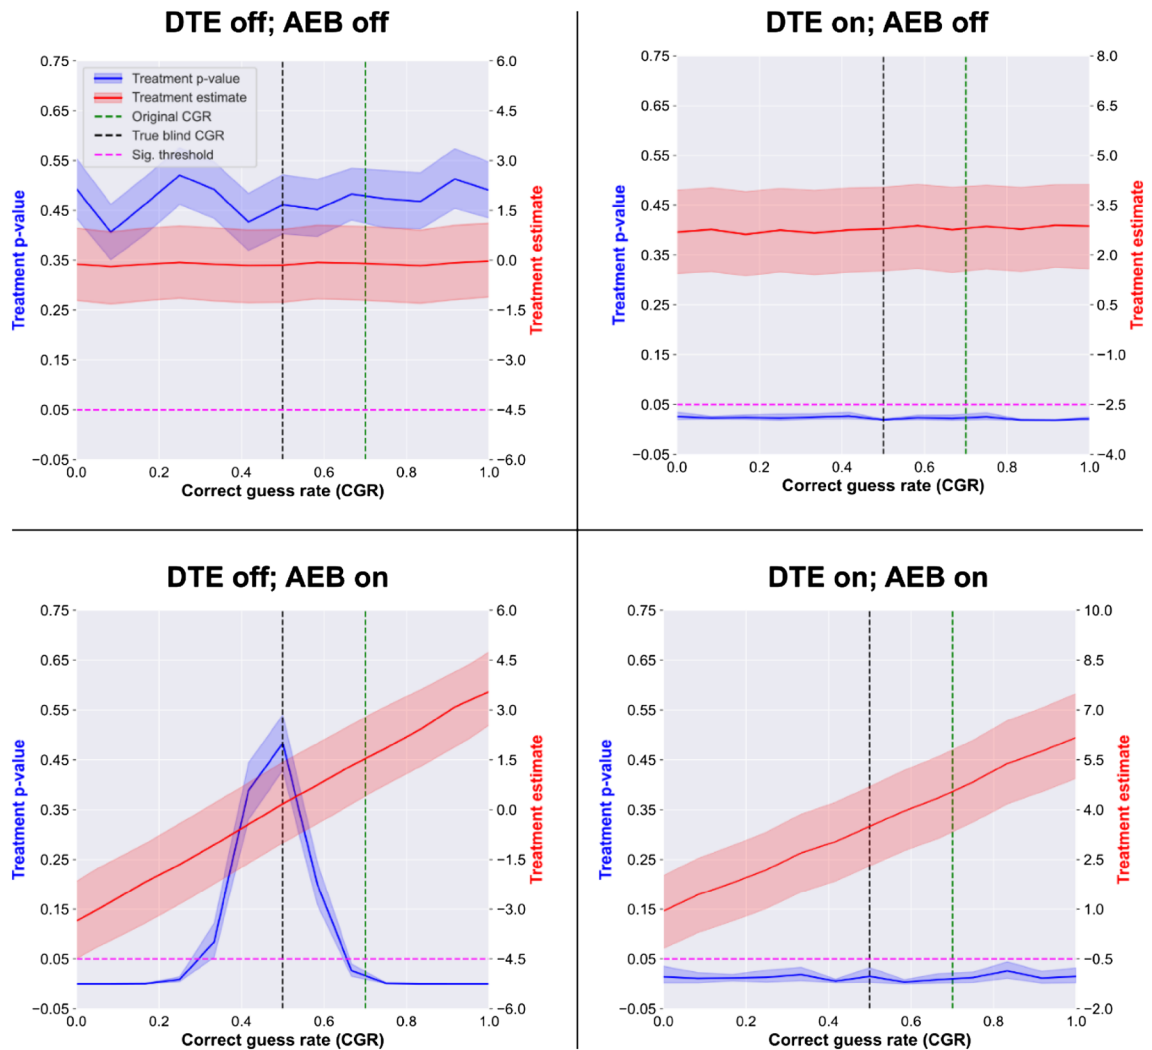 DTE off; AEB off
0.75
0.65
0.55
0.45
0.35
0.25
0.15
0.05
−0.05
Treatment p-value
Treatment p-value
Treatment estimate
Original CGR
True blind CGR
Sig. threshold
6.0
4.5
3.0
1.5
0.0
−1.5
−3.0
−4.5
−6.0
Treatment estimate
0.0 0.2 0.4 0.6 0.8 1.0
Correct guess rate (CGR)
DTE on; AEB off
0.75
0.65
0.55
0.45
0.35
0.25
0.15
0.05
−0.05
Treatment p-value
8.0
6.5
5.0
3.5
2.0
0.5
−1.0
−2.5
−4.0
Treatment estimate
0.0 0.2 0.4 0.6 0.8 1.0
Correct guess rate (CGR)
DTE off; AEB on
0.75
0.65
0.55
0.45
0.35
0.25
0.15
0.05
−0.05
Treatment p-value
6.0
4.5
3.0
1.5
0.0
−1.5
−3.0
−4.5
−6.0
Treatment estimate
0.0 0.2 0.4 0.6 0.8 1.0
Correct guess rate (CGR)
DTE on; AEB on
0.75
0.65
0.55
0.45
0.35
0.25
0.15
0.05
−0.05
Treatment p-value
10.0
8.5
7.0
5.5
4.0
2.5
1.0
−0.5
−2.0
Treatment estimate
0.0 0.2 0.4 0.6 0.8 1.0
Correct guess rate (CGR)